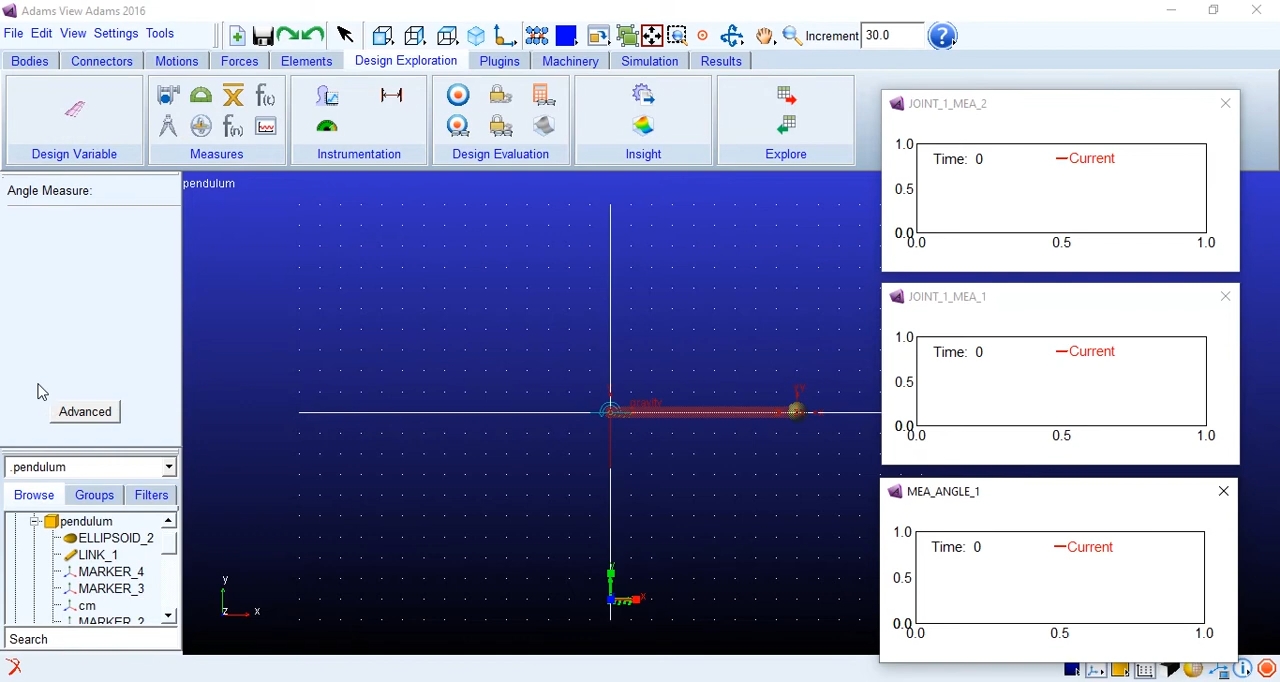 Adams View Adams 2016
File Edit View Settings Tools
Increment 30.0
Bodies Connectors Motions Forces Elements Design Exploration Plugins Machinery Simulation Results
f(t)
f(n)
Design Variable Measures Instrumentation Design Evaluation Insight Explore
Angle Measure:
Advanced
.pendulum
Browse Groups Filters
pendulum
ELLIPSOID_2
LINK_1
MARKER_4
MARKER_3
cm
MARKER_2
Search
pendulum
gravity
y
z x
x
JOINT_1_MEA_2
1.0
Time: 0 Current
0.5
0.0
0.0 0.5 1.0
JOINT_1_MEA_1
1.0
Time: 0 Current
0.5
0.0
0.0 0.5 1.0
MEA_ANGLE_1
1.0
Time: 0 Current
0.5
0.0
0.0 0.5 1.0